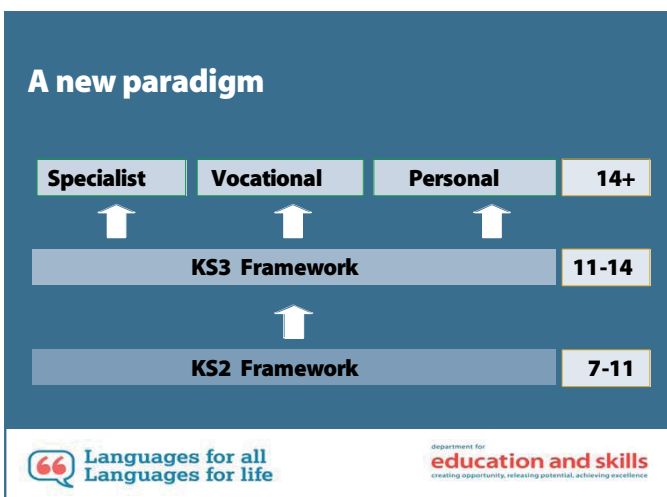 A new paradigm
Specialist Vocational Personal 14+
KS3 Framework 11-14
KS2 Framework 7-11
Languages for all
Languages for life
department for
education and skills
creating opportunity, releasing potential, achieving excellence